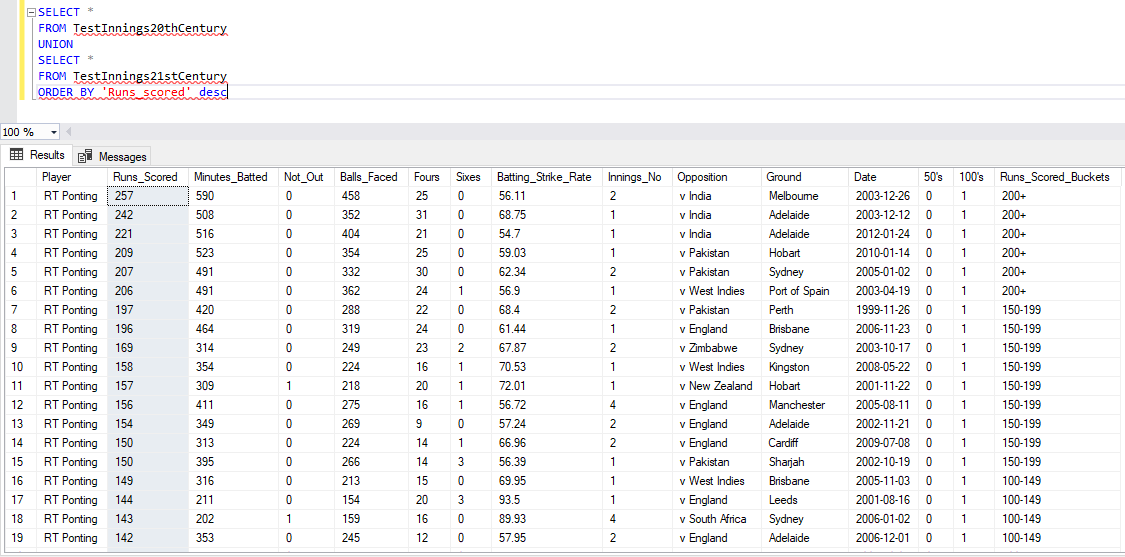 SELECT *
FROM TestInnings20thCentury
UNION
SELECT *
FROM TestInnings21stCentury
ORDER BY 'Runs_scored' desc
100 %
Results Messages
Player Runs_Scored Minutes_Batted Not_Out Balls_Faced Fours Sixes Batting_Strike_Rate Innings_No Opposition Ground Date 50's 100's Runs_Scored_Buckets
1 RT Ponting 257 590 0 458 25 0 56.11 2 v India Melbourne 2003-12-26 0 1 200+
2 RT Ponting 242 508 0 352 31 0 68.75 1 v India Adelaide 2003-12-12 0 1 200+
3 RT Ponting 221 516 0 404 21 0 54.7 1 v India Adelaide 2012-01-24 0 1 200+
4 RT Ponting 209 523 0 354 25 0 59.03 1 v Pakistan Hobart 2010-01-14 0 1 200+
5 RT Ponting 207 491 0 332 30 0 62.34 2 v Pakistan Sydney 2005-01-02 0 1 200+
6 RT Ponting 206 491 0 362 24 1 56.9 1 v West Indies Port of Spain 2003-04-19 0 1 200+
7 RT Ponting 197 420 0 288 22 0 68.4 2 v Pakistan Perth 1999-11-26 0 1 150-199
8 RT Ponting 196 464 0 319 24 0 61.44 1 v England Brisbane 2006-11-23 0 1 150-199
9 RT Ponting 169 314 0 249 23 2 67.87 2 v Zimbabwe Sydney 2003-10-17 0 1 150-199
10 RT Ponting 158 354 0 224 16 1 70.53 1 v West Indies Kingston 2008-05-22 0 1 150-199
11 RT Ponting 157 309 1 218 20 1 72.01 1 v New Zealand Hobart 2001-11-22 0 1 150-199
12 RT Ponting 156 411 0 275 16 1 56.72 4 v England Manchester 2005-08-11 0 1 150-199
13 RT Ponting 154 349 0 269 9 0 57.24 2 v England Adelaide 2002-11-21 0 1 150-199
14 RT Ponting 150 313 0 224 14 1 66.96 2 v England Cardiff 2009-07-08 0 1 150-199
15 RT Ponting 150 395 0 266 14 3 56.39 1 v Pakistan Sharjah 2002-10-19 0 1 150-199
16 RT Ponting 149 316 0 213 15 0 69.95 1 v West Indies Brisbane 2005-11-03 0 1 100-149
17 RT Ponting 144 211 0 154 20 3 93.5 1 v England Leeds 2001-08-16 0 1 100-149
18 RT Ponting 143 202 1 159 16 0 89.93 4 v South Africa Sydney 2006-01-02 0 1 100-149
19 RT Ponting 142 353 0 245 12 0 57.95 2 v England Adelaide 2006-12-01 0 1 100-149